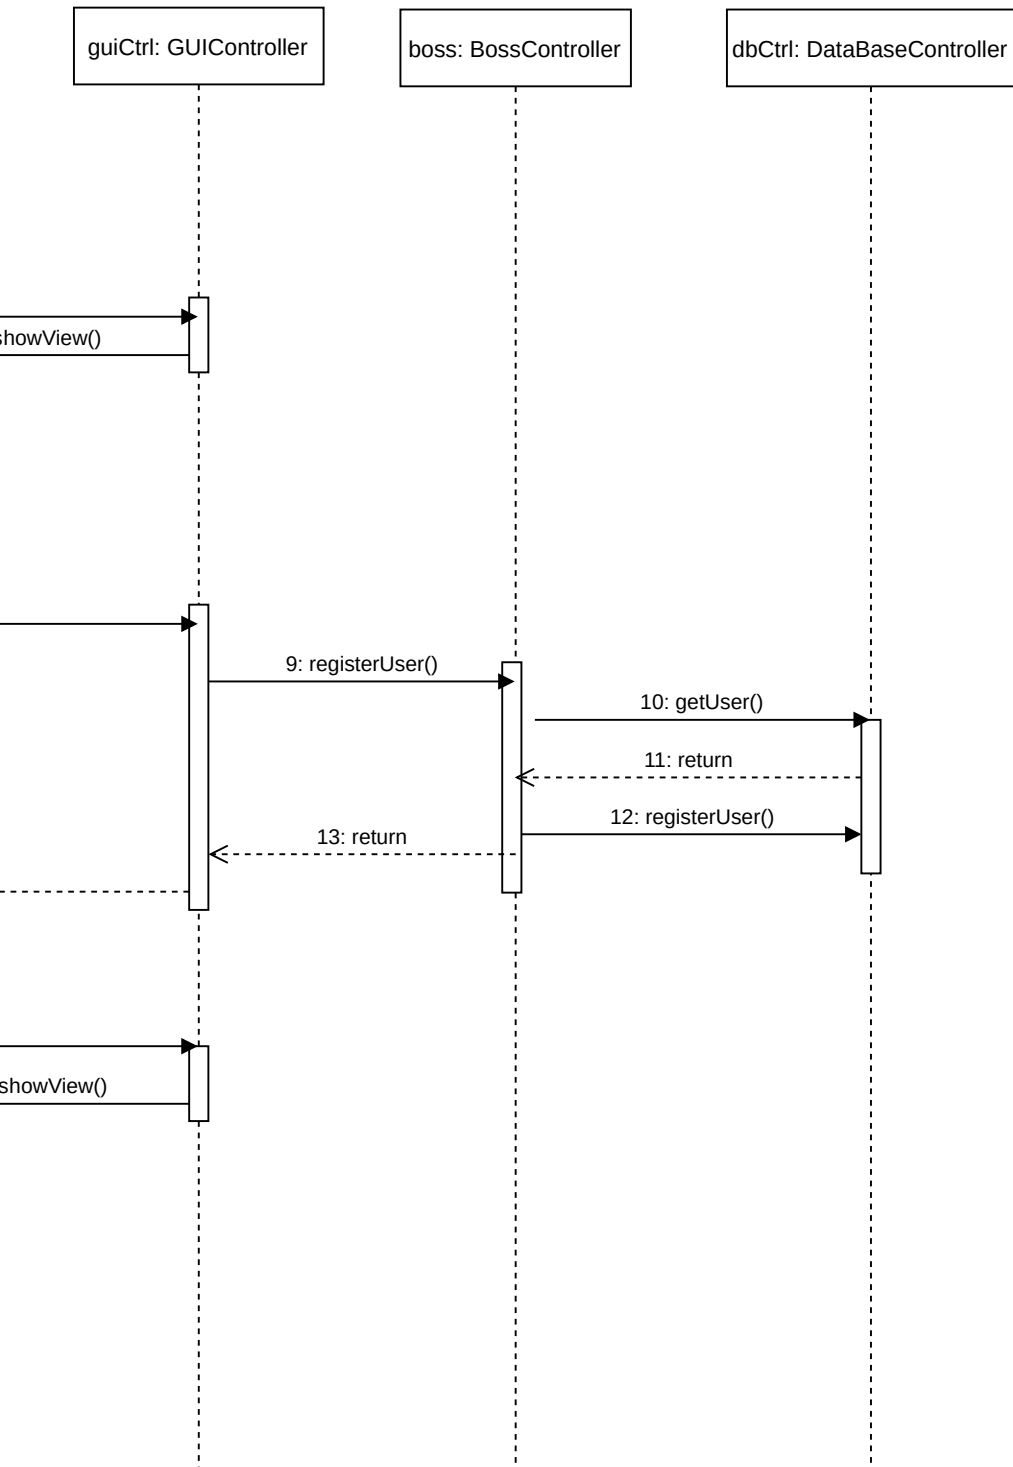 guiCtrl: GUIController
boss: BossController
dbCtrl: DataBaseController
showView()
9: registerUser()
10: getUser()
11: return
12: registerUser()
13: return
showView()